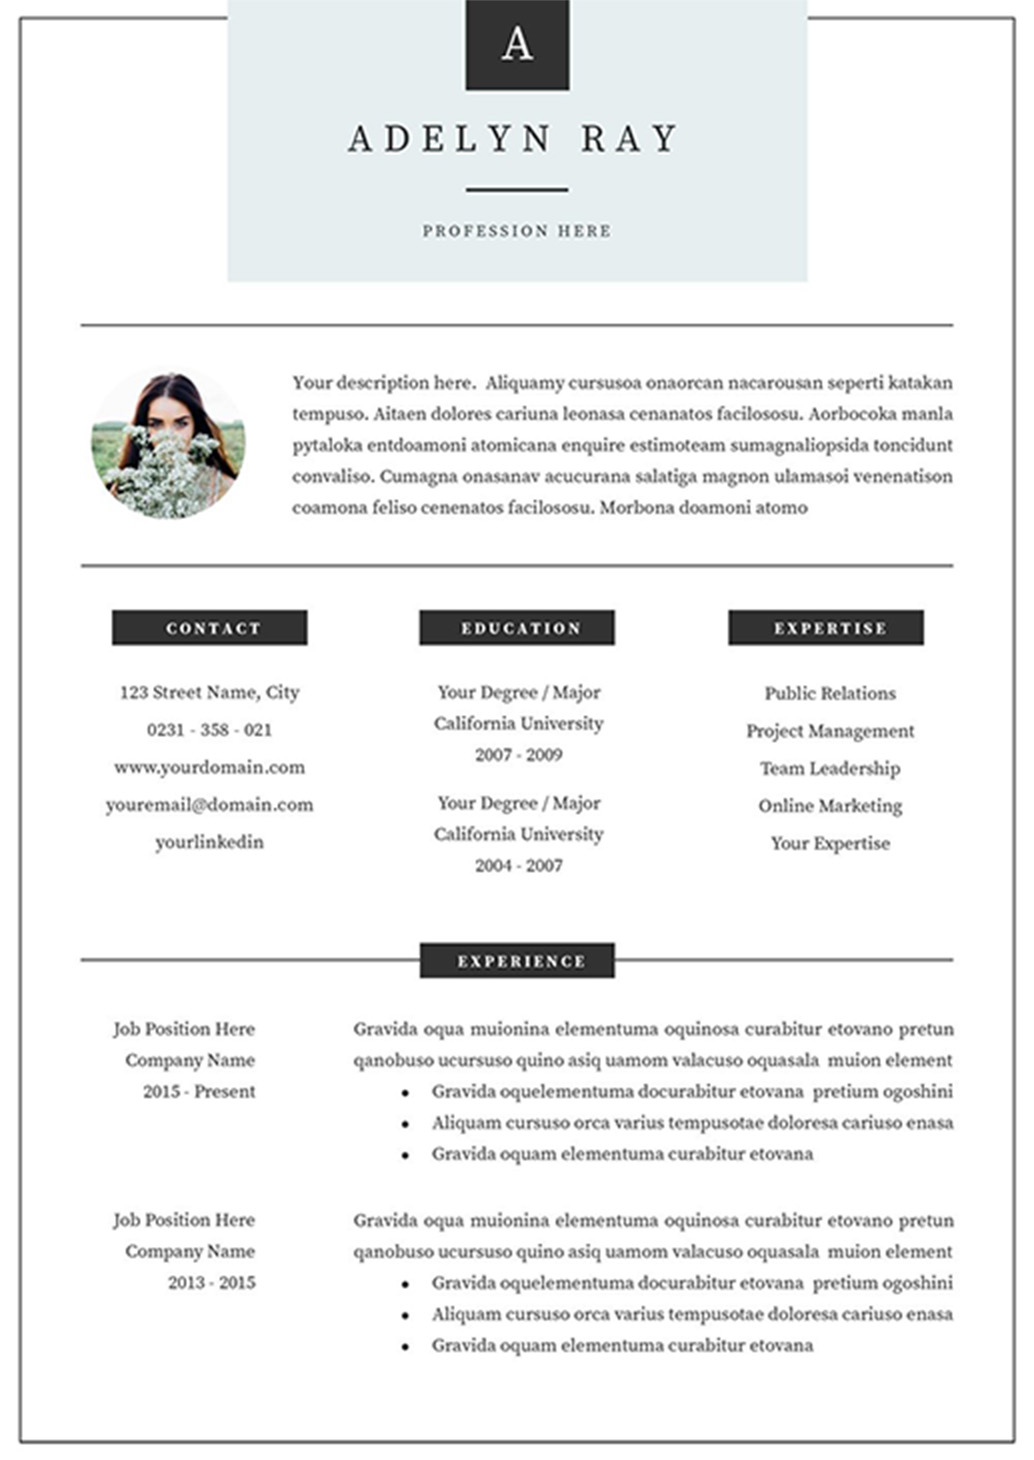 A
ADELYN RAY
PROFESSION HERE
Your description here.  Aliquamy cursusoa onaorcan nacarousan seperti katakan
tempuso. Aitaen dolores cariuna leonasa cenanatos facilososu. Aorbocoka manla
pytaloka entdoamoni atomicana enquire estimoteam sumagnaliopsida toncidunt
convaliso. Cumagna onasanav acucurana salatiga magnon ulamasoi venenatison
coamona feliso cenenatos facilososu. Morbona doamoni atomo
CONTACT
123 Street Name, City
0231 - 358 - 021
www.yourdomain.com
youremail@domain.com
yourlinkedin
EDUCATION
Your Degree / Major
California University
2007 - 2009
Your Degree / Major
California University
2004 - 2007
EXPERTISE
Public Relations
Project Management
Team Leadership
Online Marketing
Your Expertise
EXPERIENCE
Job Position Here
Company Name
2015 - Present
Gravida oqua muionina elementuma oquinosa curabitur etovano pretun
qanobuso ucursuso quino asiq uamom valacuso oquasala  muion element
• Gravida oquelementuma docurabitur etovana  pretium ogoshini
• Aliquam cursuso orca varius tempusotae doloresa cariuso enasa
• Gravida oquam elementuma curabitur etovana
Job Position Here
Company Name
2013 - 2015
Gravida oqua muionina elementuma oquinosa curabitur etovano pretun
qanobuso ucursuso quino asiq uamom valacuso oquasala  muion element
• Gravida oquelementuma docurabitur etovana  pretium ogoshini
• Aliquam cursuso orca varius tempusotae doloresa cariuso enasa
• Gravida oquam elementuma curabitur etovana